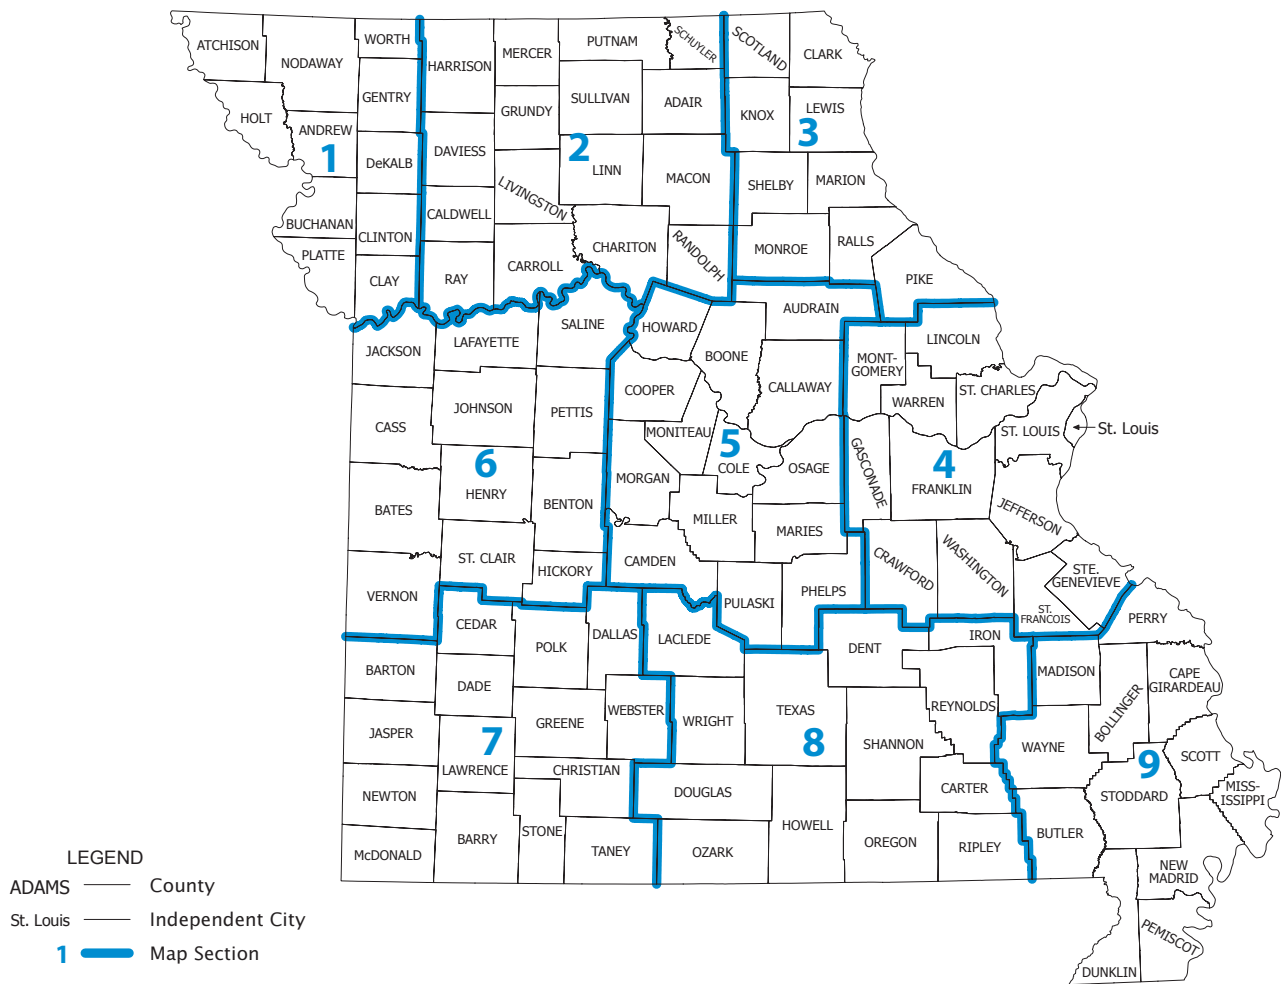 ATCHISON
NODAWAY
WORTH
HARRISON
MERCER
PUTNAM
SCHUYLER
SCOTLAND
CLARK
HOLT
GENTRY
GRUNDY
SULLIVAN
ADAIR
KNOX
LEWIS
ANDREW
1
DeKALB
DAVIESS
2
LINN
MACON
3
SHELBY
MARION
BUCHANAN
CLINTON
CALDWELL
LIVINGSTON
CHARITON
RANDOLPH
MONROE
RALLS
PLATTE
CLAY
RAY
CARROLL
PIKE
JACKSON
LAFAYETTE
SALINE
HOWARD
BOONE
AUDRAIN
MONT-
GOMERY
LINCOLN
CASS
JOHNSON
PETTIS
COOPER
CALLAWAY
WARREN
ST. CHARLES
ST. LOUIS
St. Louis
MONITEAU
5
COLE
OSAGE
GASCONADE
4
FRANKLIN
JEFFERSON
6
HENRY
BATES
BENTON
MORGAN
MILLER
MARIES
ST. CLAIR
HICKORY
CAMDEN
PULASKI
PHELPS
CRAWFORD
WASHINGTON
STE.
GENEVIEVE
ST.
FRANCOIS
PERRY
VERNON
CEDAR
POLK
DALLAS
LACLEDE
DENT
IRON
MADISON
BOLLINGER
CAPE
GIRARDEAU
BARTON
DADE
GREENE
WEBSTER
WRIGHT
TEXAS
8
SHANNON
REYNOLDS
WAYNE
9
SCOTT
JASPER
7
LAWRENCE
CHRISTIAN
DOUGLAS
CARTER
STODDARD
MISS-
ISSIPPI
NEWTON
BARRY
STONE
TANEY
OZARK
HOWELL
OREGON
RIPLEY
BUTLER
McDONALD
NEW
MADRID
PEMISCOT
DUNKLIN
LEGEND
ADAMS County
St. Louis Independent City
1 Map Section